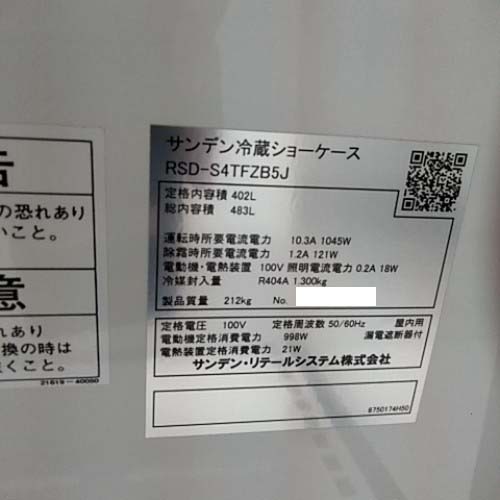 告
の恐れあり
いこと。
意
れあり
換の時は
くこと。
21619-40090
サンデン冷蔵ショーケース
RSD-S4TFZB5J
定格内容積 402L
総内容積 483L
運転時所要電流電力 10.3A 1045W
除霜時所要電流電力 1.2A 121W
電動機・電熱装置 100V 照明電流電力 0.2A 18W
冷媒封入量 R404A 1.300kg
製品質量 212kg No.
定格電圧 100V 定格周波数 50/60Hz 屋内用
電動機定格消費電力 998W 漏電遮断器付
電熱装置定格消費電力 21W
サンデン・リテールシステム株式会社
6750174H50